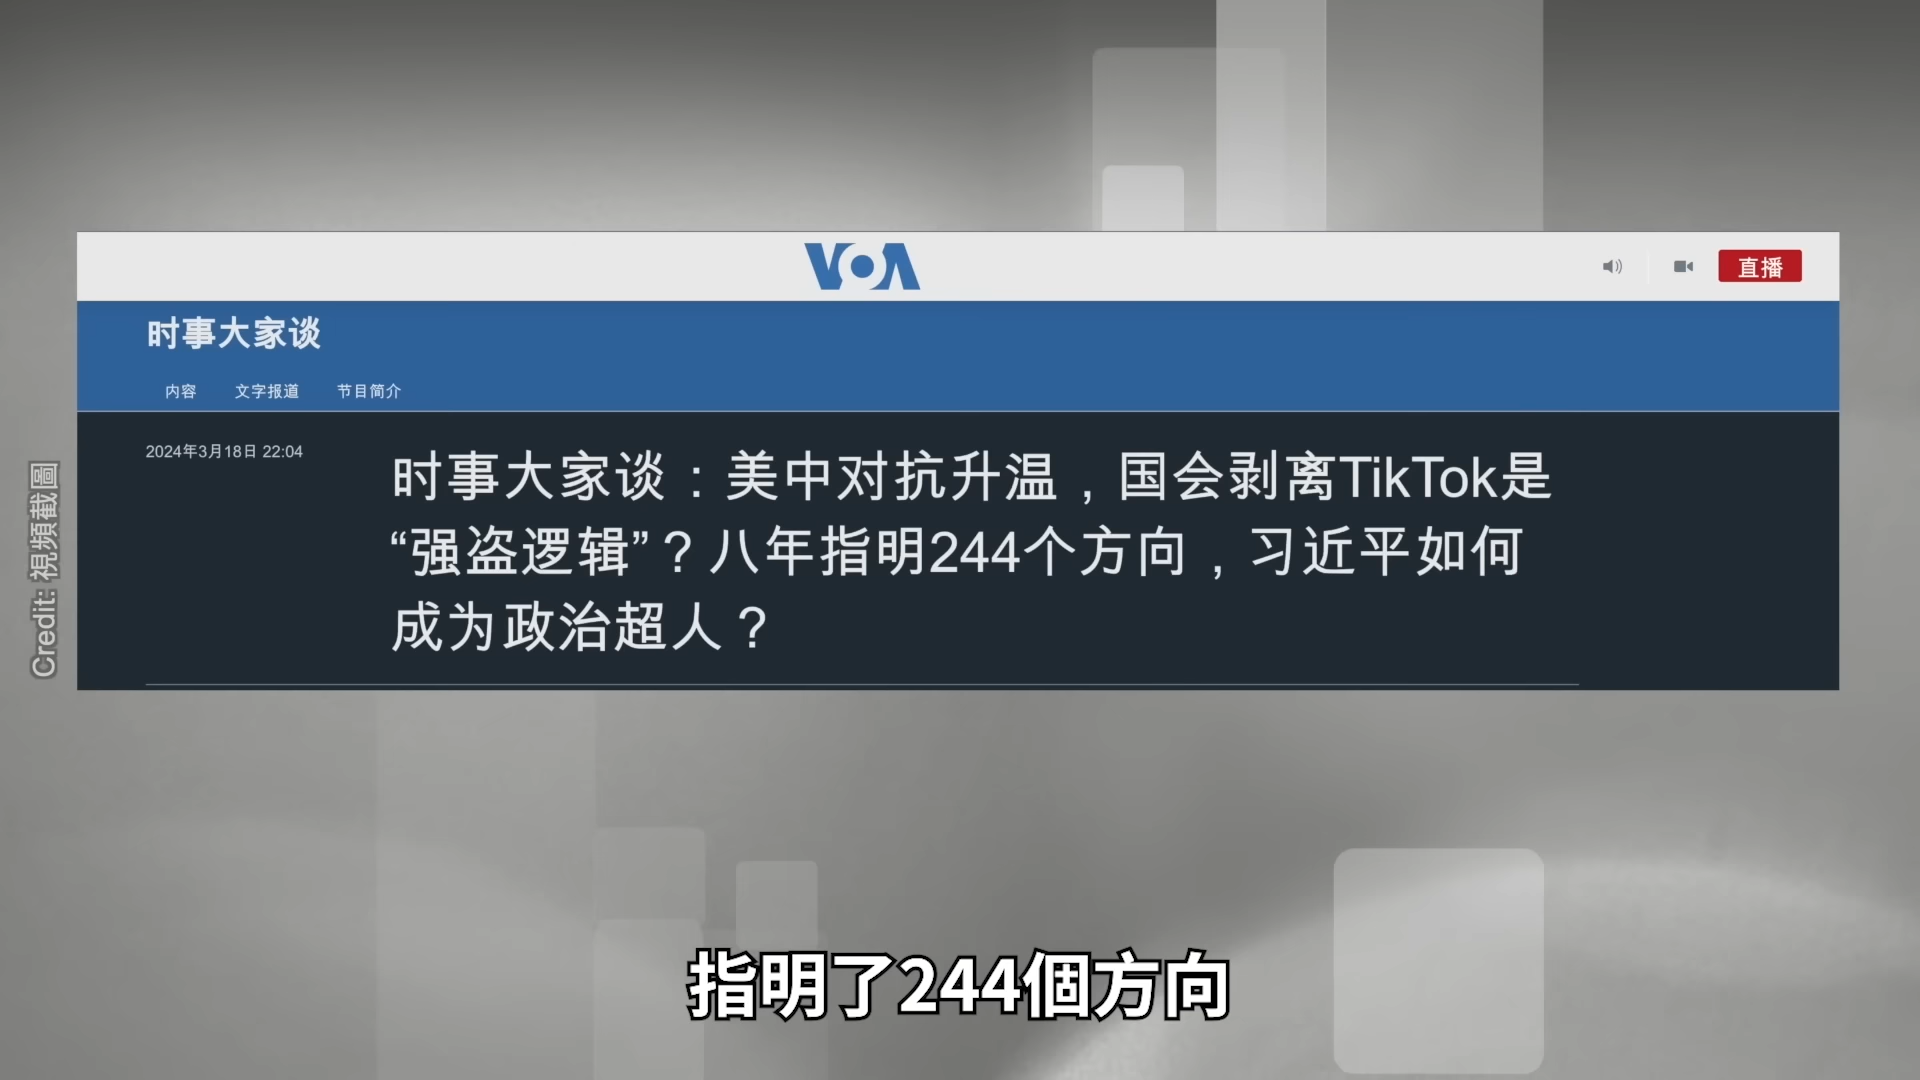 VOA
直播
时事大家谈
内容 文字报道 节目简介
2024年3月18日 22:04
时事大家谈：美中对抗升温，国会剥离TikTok是
“强盗逻辑”？八年指明244个方向，习近平如何
成为政治超人？
Credit: 視頻截圖
指明了244個方向